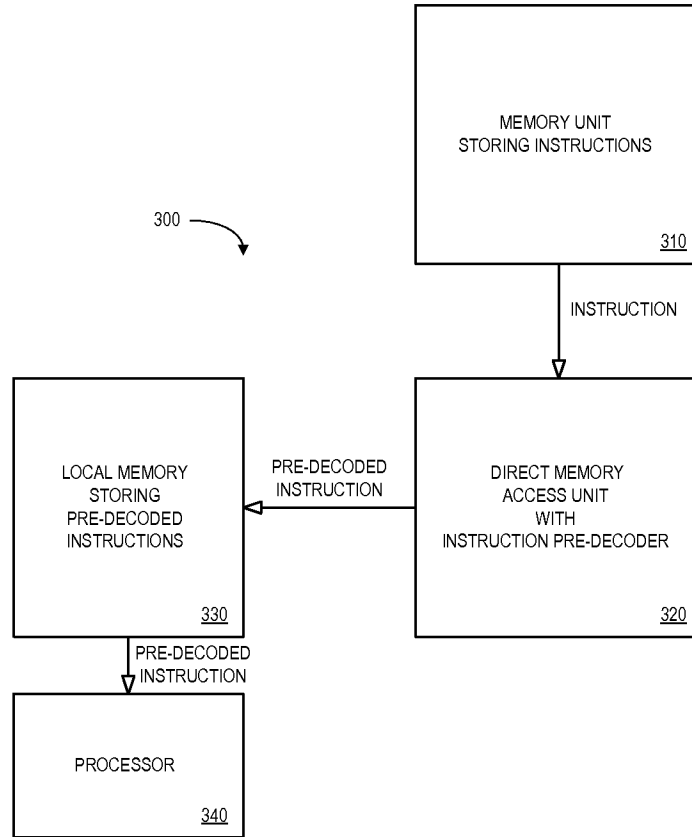 MEMORY UNIT
STORING INSTRUCTIONS
310
300
INSTRUCTION
DIRECT MEMORY
ACCESS UNIT
WITH
INSTRUCTION PRE-DECODER
320
PRE-DECODED
INSTRUCTION
LOCAL MEMORY
STORING
PRE-DECODED
INSTRUCTIONS
330
PRE-DECODED
INSTRUCTION
PROCESSOR
340